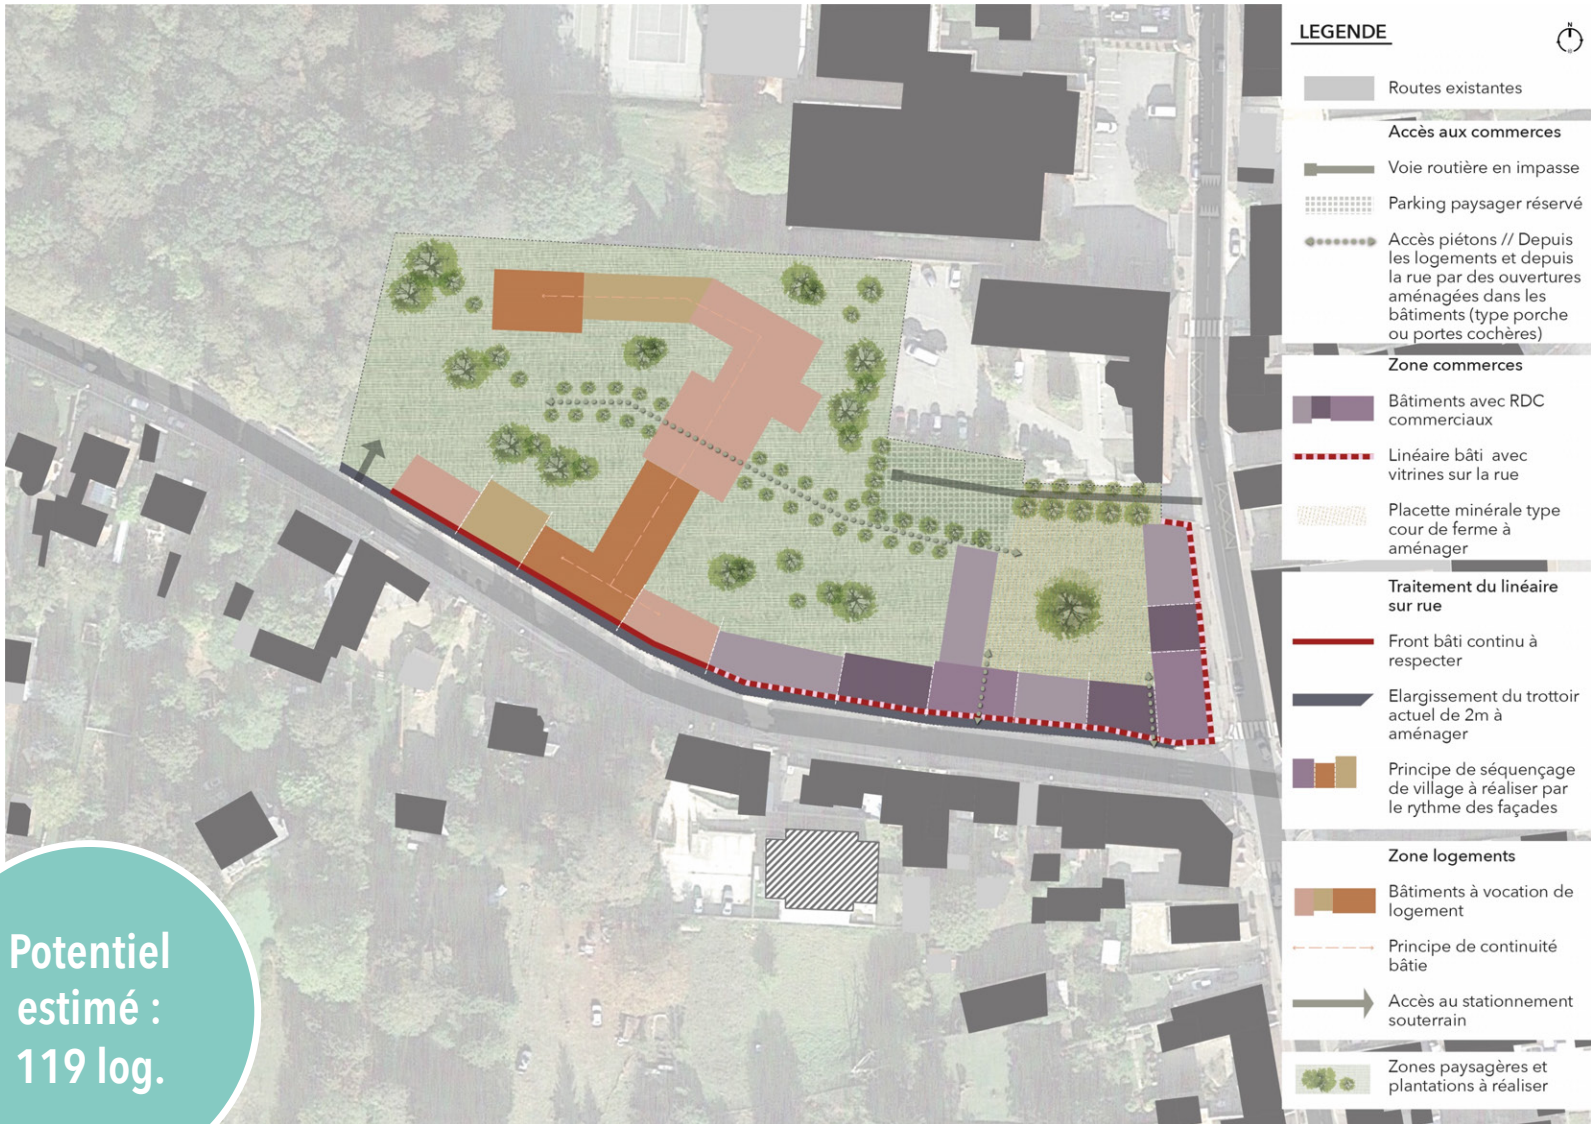 LEGENDE
N
Routes existantes
Accès aux commerces
Voie routière en impasse
Parking paysager réservé
Accès piétons // Depuis
les logements et depuis
la rue par des ouvertures
aménagées dans les
bâtiments (type porche
ou portes cochères)
Zone commerces
Bâtiments avec RDC
commerciaux
Linéaire bâti avec
vitrines sur la rue
Placette minérale type
cour de ferme à
aménager
Traitement du linéaire
sur rue
Front bâti continu à
respecter
Elargissement du trottoir
actuel de 2m à
aménager
Principe de séquençage
de village à réaliser par
le rythme des façades
Zone logements
Bâtiments à vocation de
logement
Principe de continuité
bâtie
Accès au stationnement
souterrain
Zones paysagères et
plantations à réaliser
Potentiel
estimé :
119 log.